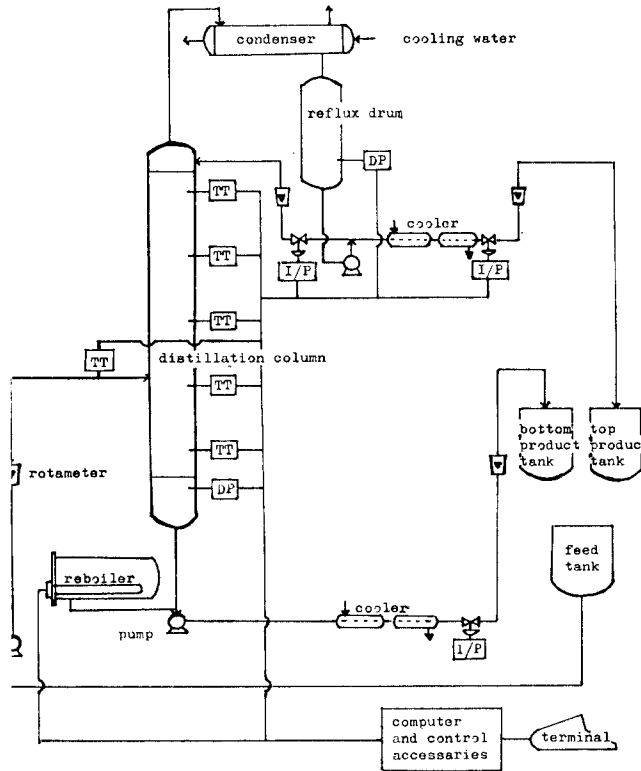 condenser
cooling water
reflux drum
DP
TT
cooler
TT
I/P
I/P
TT
TT
distillation column
TT
bottom
product
tank
top
product
tank
TT
rotameter
DP
feed
tank
reboiler
cooler
pump
I/P
computer
and control
accessaries
terminal